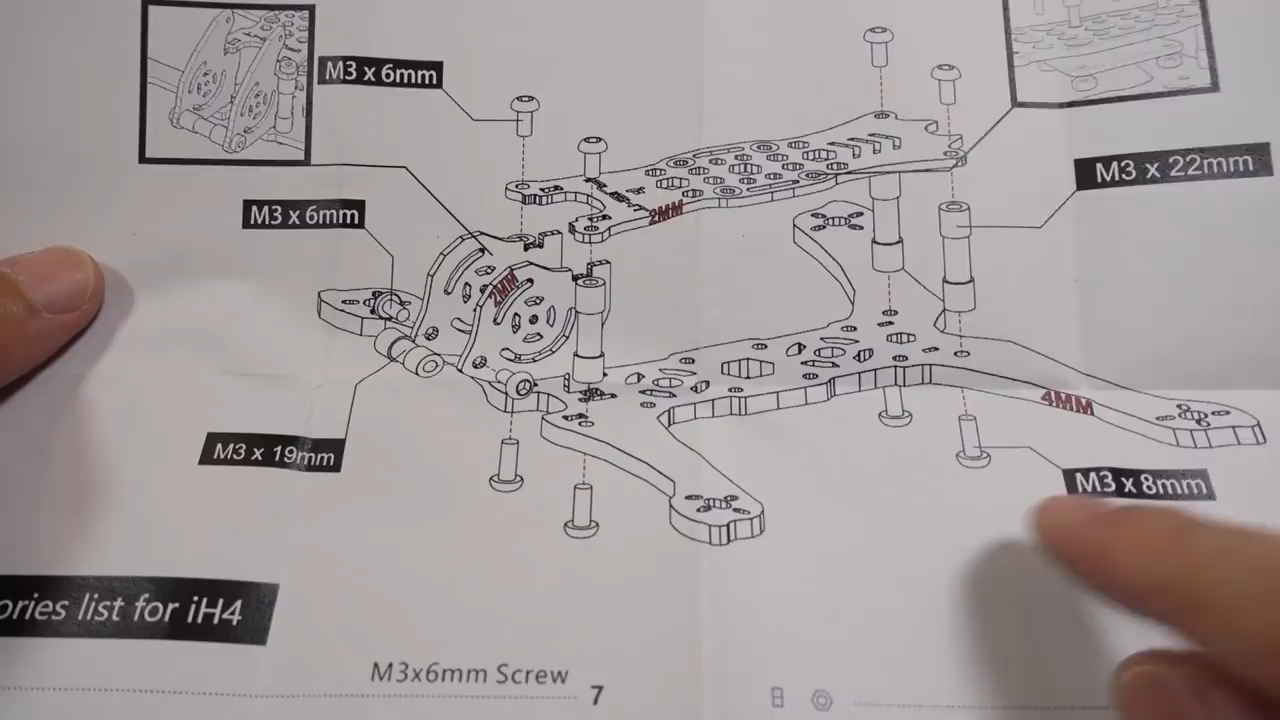 M3 x 6mm
M3 x 22mm
M3 x 6mm
2MM
2MM
4MM
M3 x 19mm
M3 x 8mm
ories list for iH4
M3x6mm Screw
7